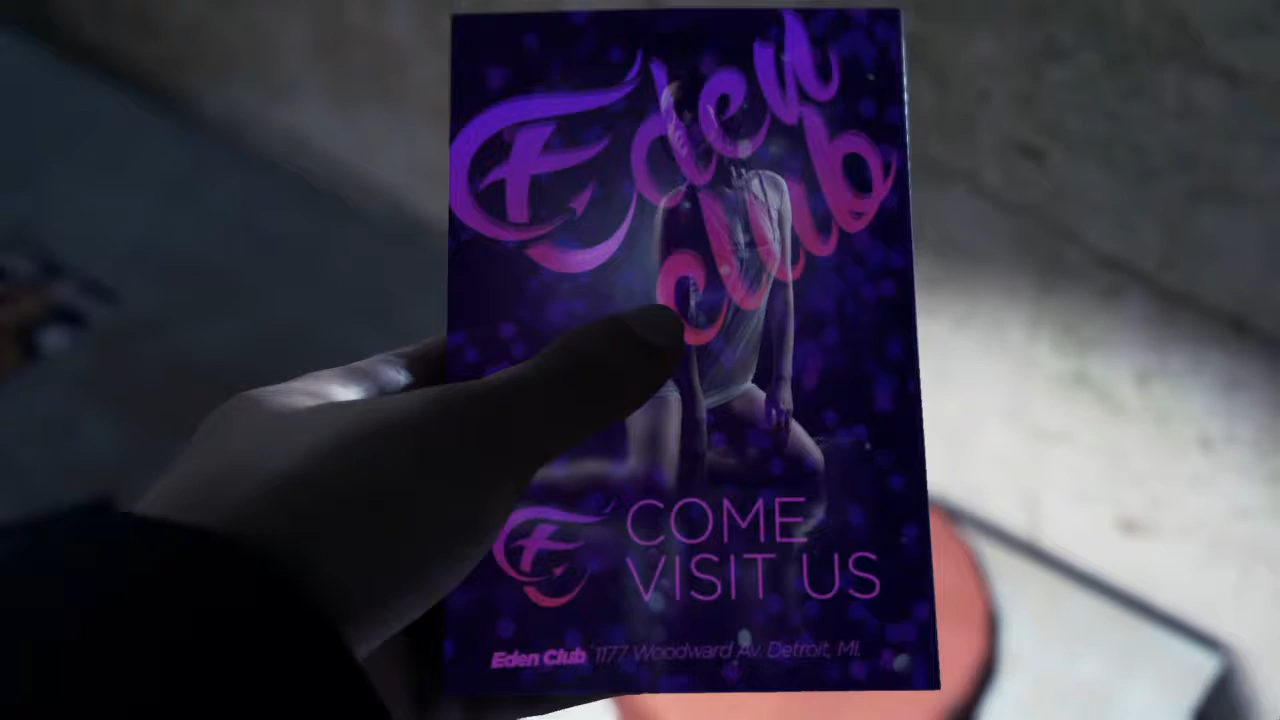 Eden
club
COME
VISIT US
Eden Club 1177 Woodward Av. Detroit, MI.